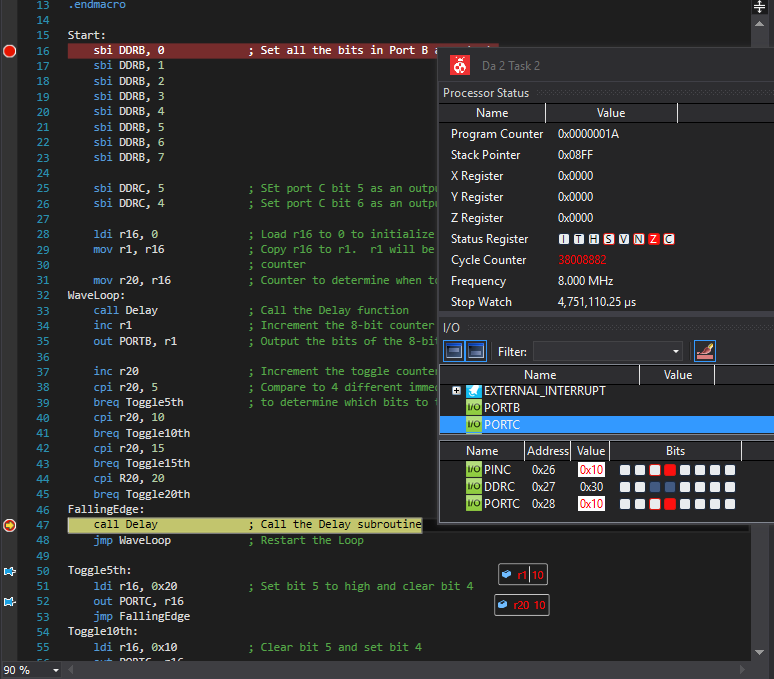 13 .endmacro
14
15 Start:
16 sbi DDRB, 0 ; Set all the bits in Port B
17 sbi DDRB, 1
18 sbi DDRB, 2
19 sbi DDRB, 3
20 sbi DDRB, 4
21 sbi DDRB, 5
22 sbi DDRB, 6
23 sbi DDRB, 7
24
25 sbi DDRC, 5 ; SEt port C bit 5 as an outpu
26 sbi DDRC, 4 ; Set port C bit 6 as an outpu
27
28 ldi r16, 0 ; Load r16 to 0 to initialize
29 mov r1, r16 ; Copy r16 to r1. r1 will be
30 ; counter
31 mov r20, r16 ; Counter to determine when to
32 WaveLoop:
33 call Delay ; Call the Delay function
34 inc r1 ; Increment the 8-bit counter
35 out PORTB, r1 ; Output the bits of the 8-bit
36
37 inc r20 ; Increment the toggle counter
38 cpi r20, 5 ; Compare to 4 different immed
39 breq Toggle5th ; to determine which bits to
40 cpi r20, 10
41 breq Toggle10th
42 cpi r20, 15
43 breq Toggle15th
44 cpi R20, 20
45 breq Toggle20th
46 FallingEdge:
47 call Delay ; Call the Delay subroutine
48 jmp WaveLoop ; Restart the Loop
49
50 Toggle5th:
51 ldi r16, 0x20 ; Set bit 5 to high and clear bit 4
52 out PORTC, r16
53 jmp FallingEdge
54 Toggle10th:
55 ldi r16, 0x10 ; Clear bit 5 and set bit 4
56 out PORTC, r16
90 %
Da 2 Task 2
Processor Status
Name Value
Program Counter 0x0000001A
Stack Pointer 0x08FF
X Register 0x0000
Y Register 0x0000
Z Register 0x0000
Status Register I T H S V N Z C
Cycle Counter 38008882
Frequency 8.000 MHz
Stop Watch 4,751,110.25 µs
I/O
Filter:
Name Value
EXTERNAL_INTERRUPT
I/O PORTB
I/O PORTC
Name Address Value Bits
I/O PINC 0x26 0x10
I/O DDRC 0x27 0x30
I/O PORTC 0x28 0x10
r1 10
r20 10